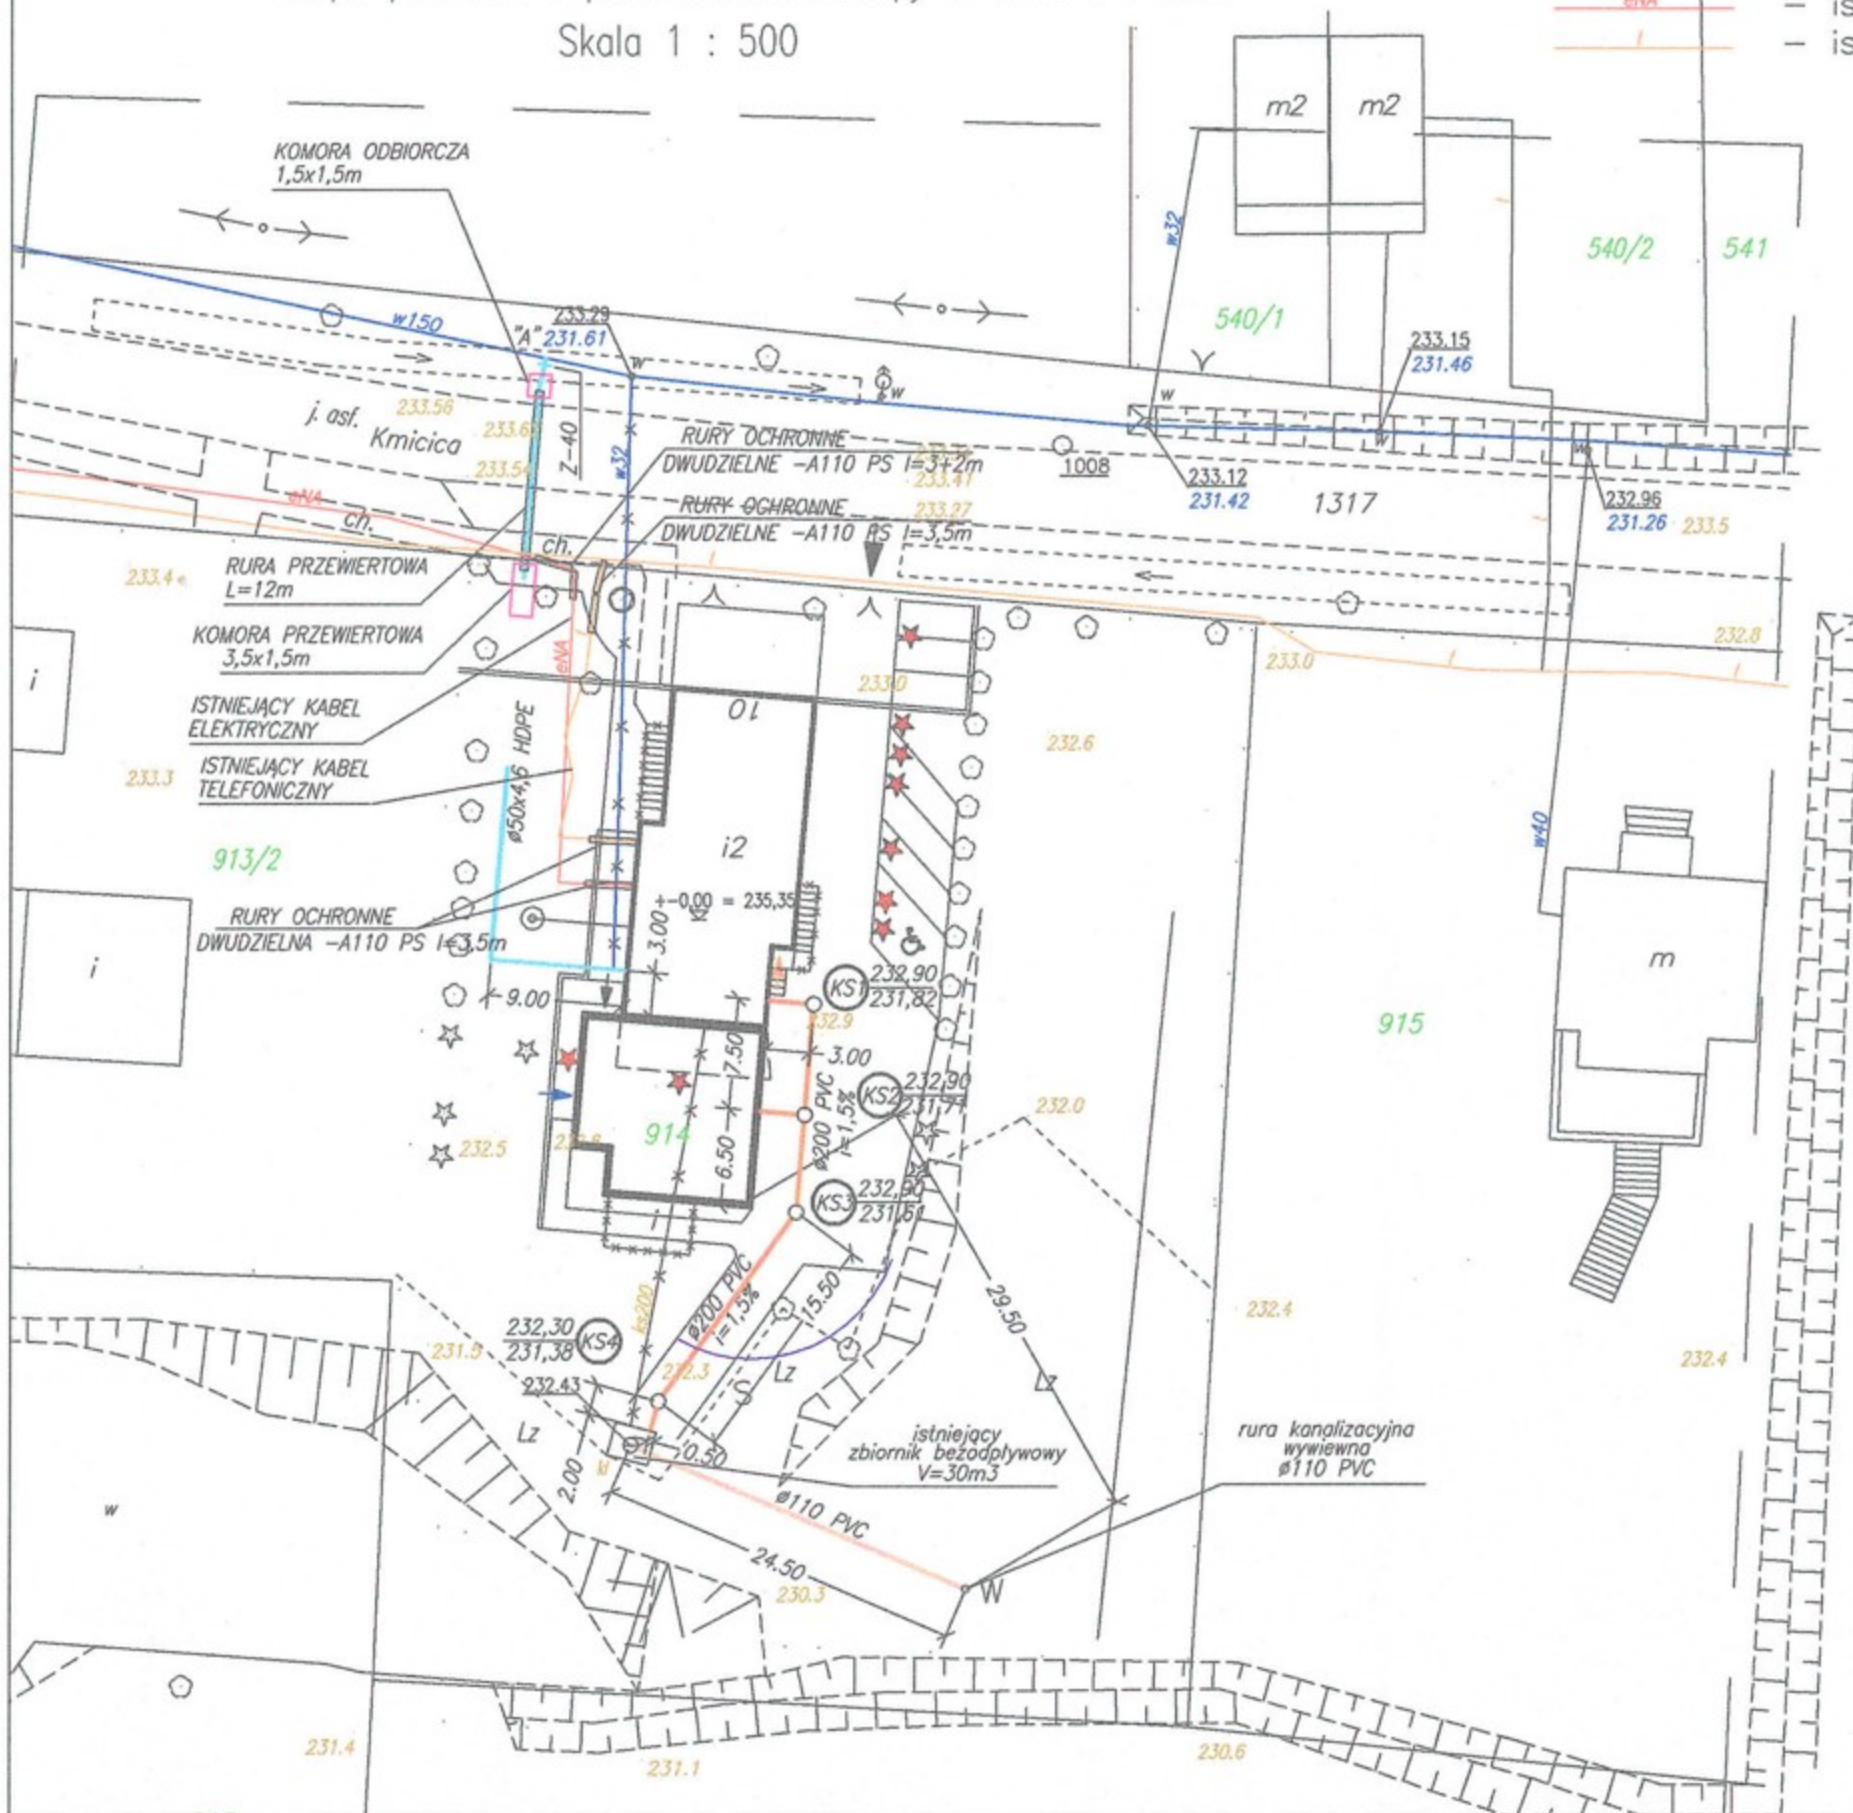 Skala 1 : 500
eNA
– is
l
– is
m2
m2
KOMORA ODBIORCZA
1,5x1,5m
w32
540/2
541
540/1
w150
"A"
233.29
231.61
w
w
w
233.15
231.46
j. asf.
Kmicica
233.56
233.54
Z-40
w32
RURY OCHRONNE
DWUDZIELNE -A110 PS l=3+2m
233.41
1008
w
w
233.12
231.42
1317
232.96
231.26
233.5
eNA
ch.
ch.
RURY OCHRONNE
233.27
DWUDZIELNE -A110 PS l=3,5m
l
233.4
RURA PRZEWIERTOWA
L=12m
KOMORA PRZEWIERTOWA
3,5x1,5m
eNA
232.8
233.0
l
l
i
233.0
ISTNIEJĄCY KABEL
ELEKTRYCZNY
ø50x4,6 HDPE
232.6
ISTNIEJĄCY KABEL
TELEFONICZNY
233.3
913/2
i2
w40
+-0,00 = 235,35
3.00
RURY OCHRONNE
DWUDZIELNA -A110 PS l=3,5m
i
m
9.00
KS1
232,90
231,82
232.9
915
7.50
3.00
KS2
232,90
231,71
ø200 PVC
i=1,5%
232.0
914
6.50
232.5
KS3
231,61
ø200 PVC
i=1,5%
15.50
29.50
ks200
232.4
232,30
231,38
KS4
231.5
232.3
232.4
Lz
S
Lz
232.43
Lz
2.00
0.50
istniejący
zbiornik bezodpływowy
V=30m3
rura kanalizacyjna
wywiewna
ø110 PVC
w
ø110 PVC
24.50
230.3
W
231.4
231.1
230.6